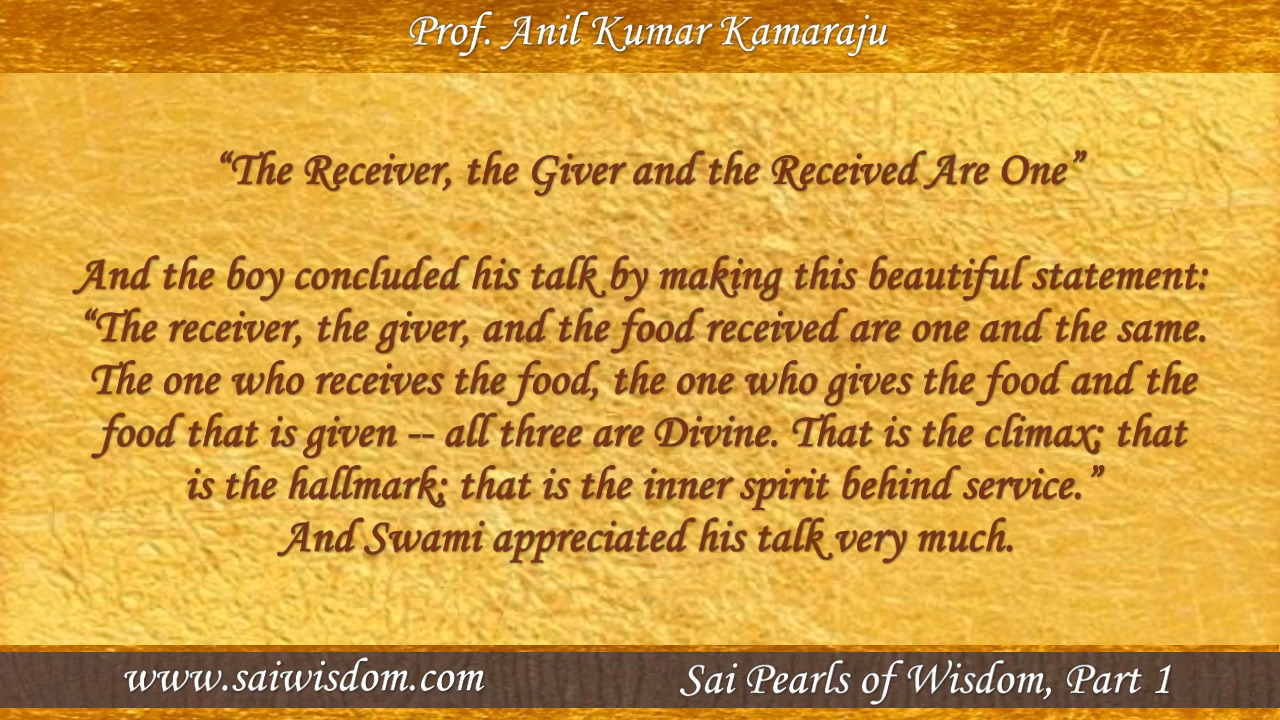 Prof. Anil Kumar Kamaraju
“The Receiver, the Giver and the Received Are One”
And the boy concluded his talk by making this beautiful statement:
“The receiver, the giver, and the food received are one and the same.
The one who receives the food, the one who gives the food and the
food that is given -- all three are Divine. That is the climax; that
is the hallmark; that is the inner spirit behind service.”
And Swami appreciated his talk very much.
www.saiwisdom.com
Sai Pearls of Wisdom, Part 1